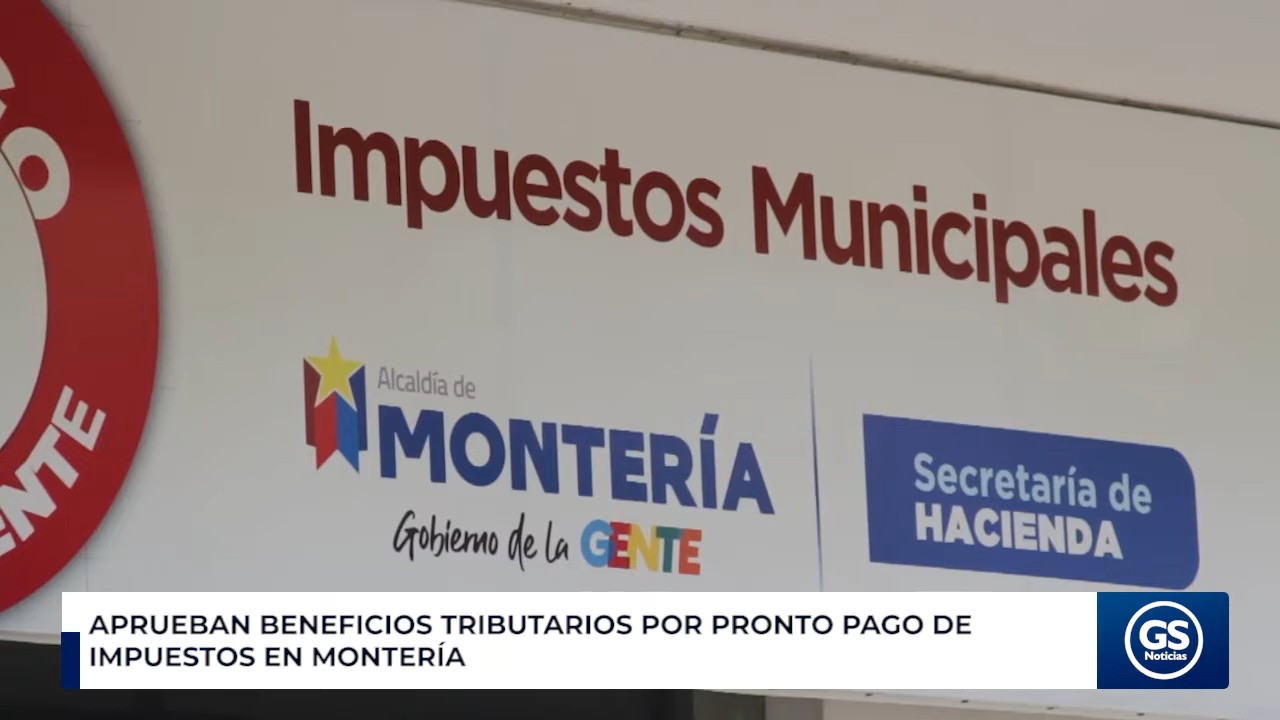 Impuestos Municipales
Alcaldía de
MONTERÍA
Gobierno de la GENTE
Secretaría de
HACIENDA
ENTE
APRUEBAN BENEFICIOS TRIBUTARIOS POR PRONTO PAGO DE
IMPUESTOS EN MONTERÍA
GS
Noticias